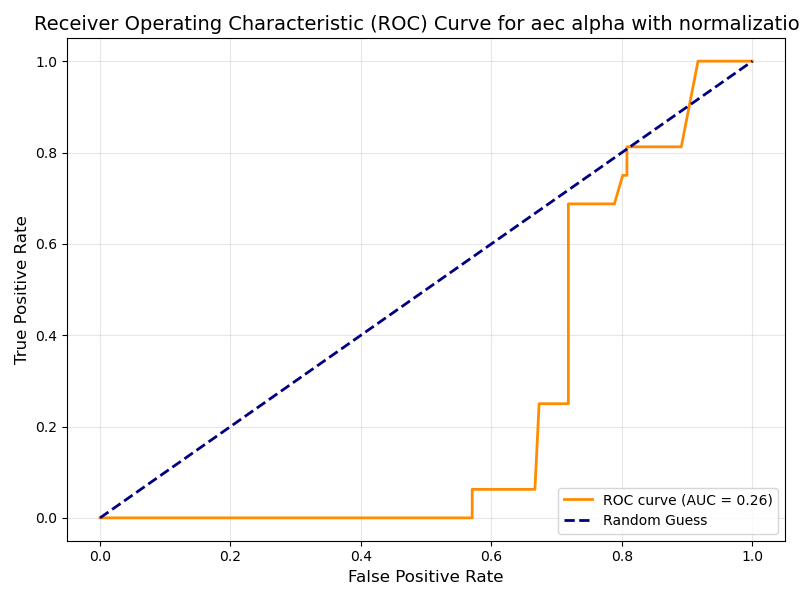 Receiver Operating Characteristic (ROC) Curve for aec alpha with normalizatio
1.0
0.8
0.6
0.4
0.2
0.0
True Positive Rate
0.0 0.2 0.4 0.6 0.8 1.0
False Positive Rate
ROC curve (AUC = 0.26)
Random Guess